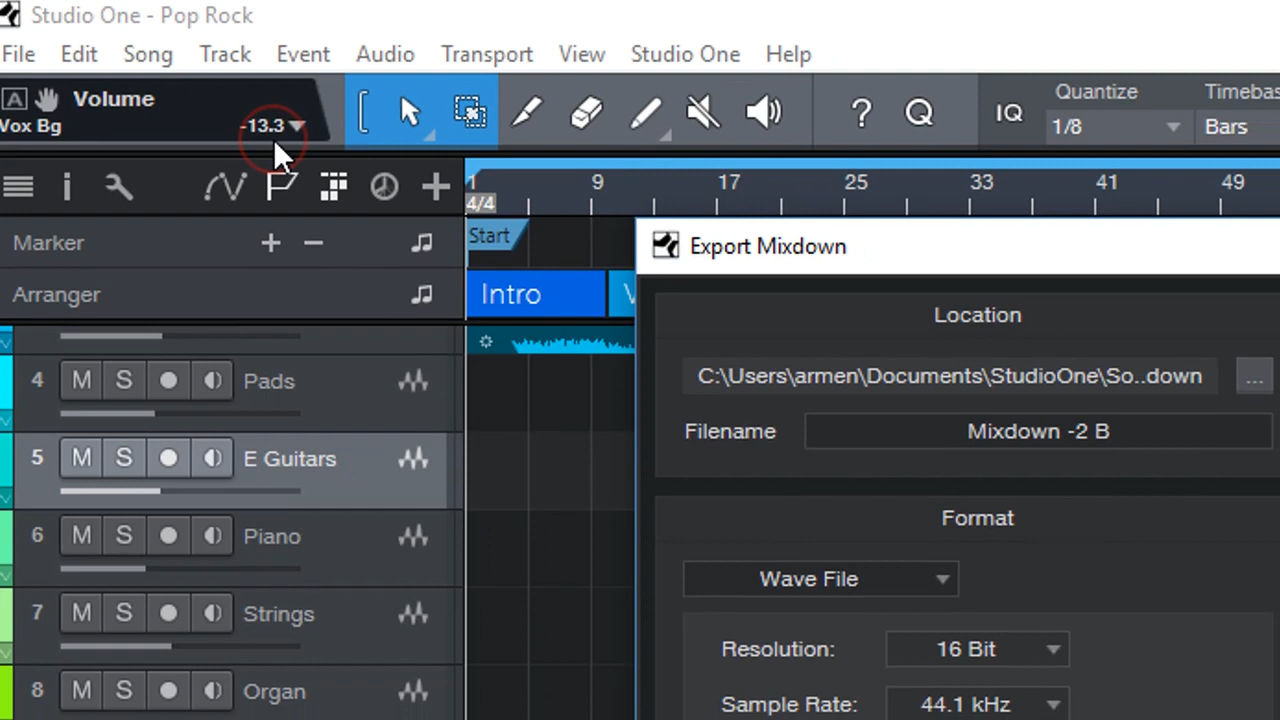 Studio One - Pop Rock
File Edit Song Track Event Audio Transport View Studio One Help
A Volume
Vox Bg -13.3
? Q IQ Quantize 1/8 Timebas Bars
i
1 9 17 25 33 41 49
4/4
Marker + − Start
Arranger Intro V
4 M S Pads
5 M S E Guitars
6 M S Piano
7 M S Strings
8 M S Organ
Export Mixdown
Location
C:\Users\armen\Documents\StudioOne\So..down ...
Filename Mixdown -2 B
Format
Wave File
Resolution: 16 Bit
Sample Rate: 44.1 kHz